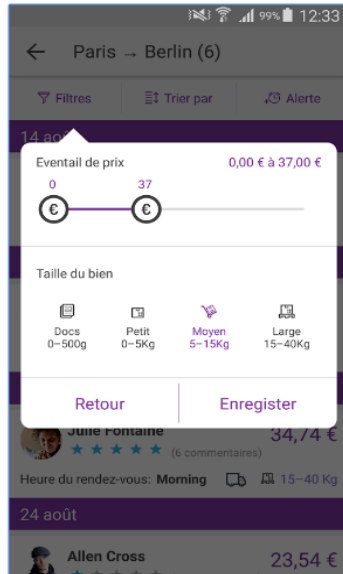 99% 12:33
← Paris → Berlin (6)
Filtres Trier par Alerte
14 août
Eventail de prix 0,00 € à 37,00 €
0 37
€ €
Taille du bien
Docs Petit Moyen Large
0–500g 0–5Kg 5–15Kg 15–40Kg
Retour Enregister
Julie Fontaine 34,74 €
(6 commentaires)
Heure du rendez-vous: Morning 15–40 Kg
24 août
Allen Cross 23,54 €